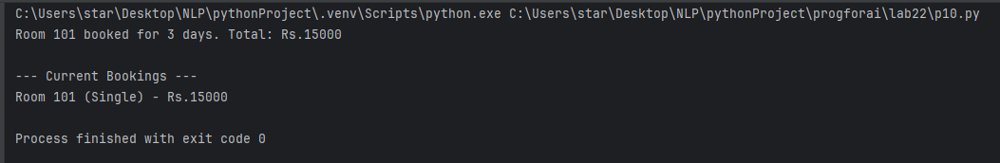 C:\Users\star\Desktop\NLP\pythonProject\.venv\Scripts\python.exe C:\Users\star\Desktop\NLP\pythonProject\progforai\lab22\p10.py
Room 101 booked for 3 days. Total: Rs.15000
--- Current Bookings ---
Room 101 (Single) - Rs.15000
Process finished with exit code 0